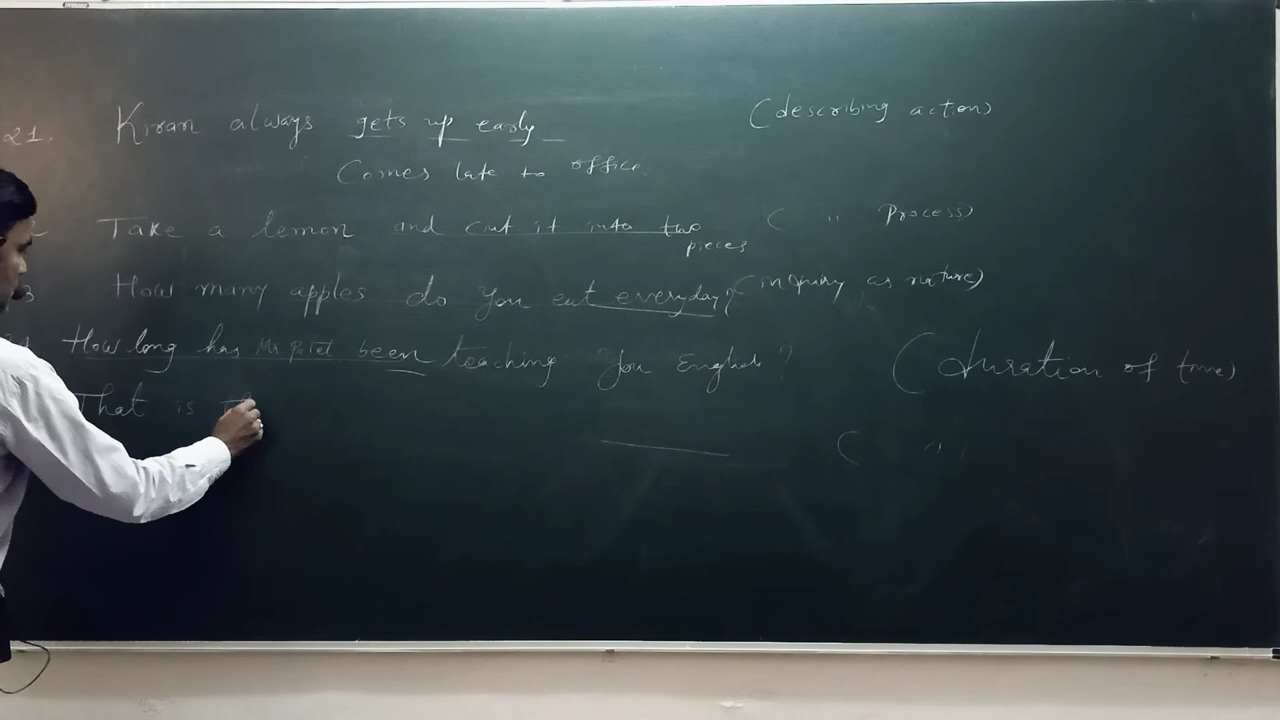 21. Kiran always gets up early (describing action)
Comes late to office
2 Take a lemon and cut it into two ( " Process)
pieces
3 How many apples do you eat everyday? (inquiry as nature)
How long has Mr Patel been teaching you English? (duration of time)
That is
( "